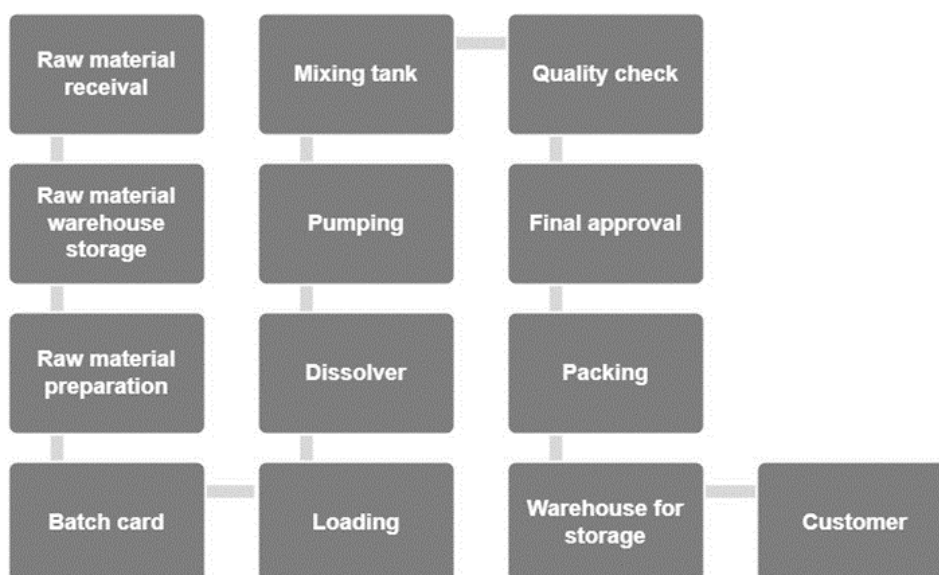 Raw material
receival
Raw material
warehouse
storage
Raw material
preparation
Batch card
Loading
Dissolver
Pumping
Mixing tank
Quality check
Final approval
Packing
Warehouse for
storage
Customer